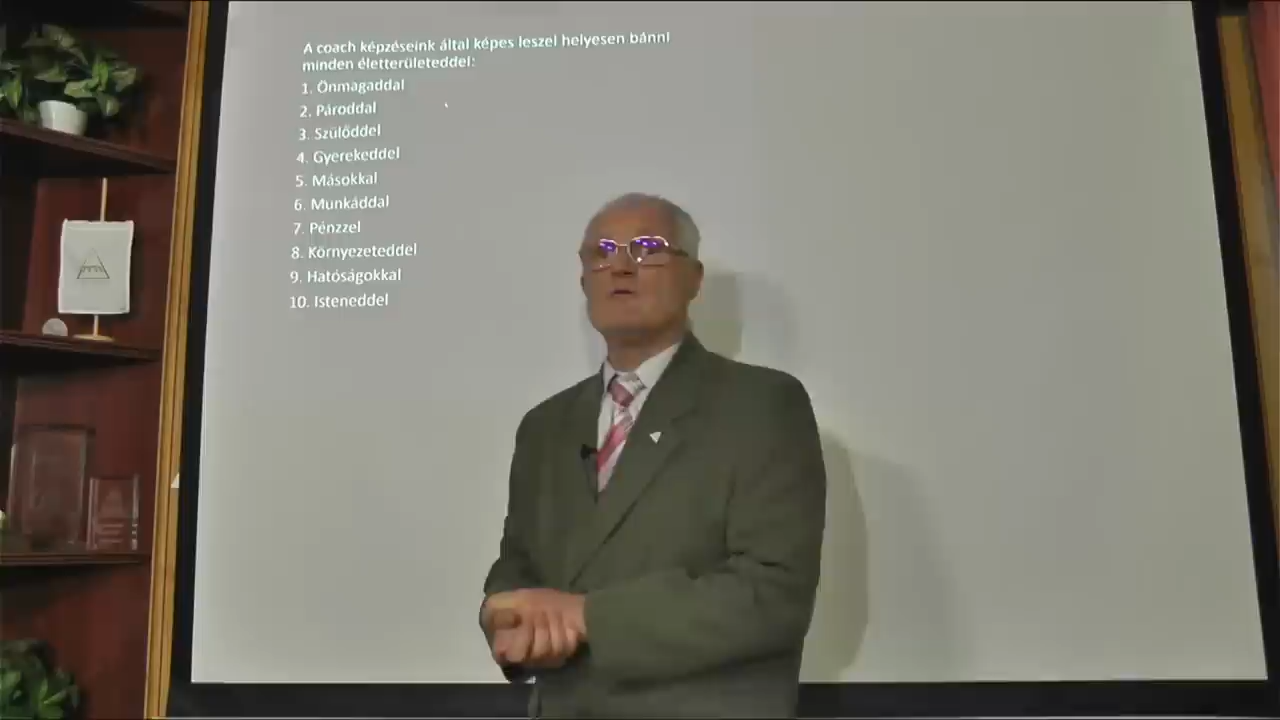 A coach képzéseink által képes leszel helyesen bánni
minden életterületeddel:
1. Önmagaddal
2. Pároddal
3. Szülőddel
4. Gyerekeddel
5. Másokkal
6. Munkáddal
7. Pénzzel
8. Környezeteddel
9. Hatóságokkal
10. Isteneddel